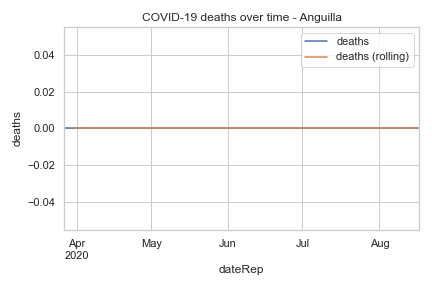 COVID-19 deaths over time - Anguilla
deaths
deaths (rolling)
0.04
0.02
0.00
−0.02
−0.04
deaths
Apr
2020
May
Jun
Jul
Aug
dateRep